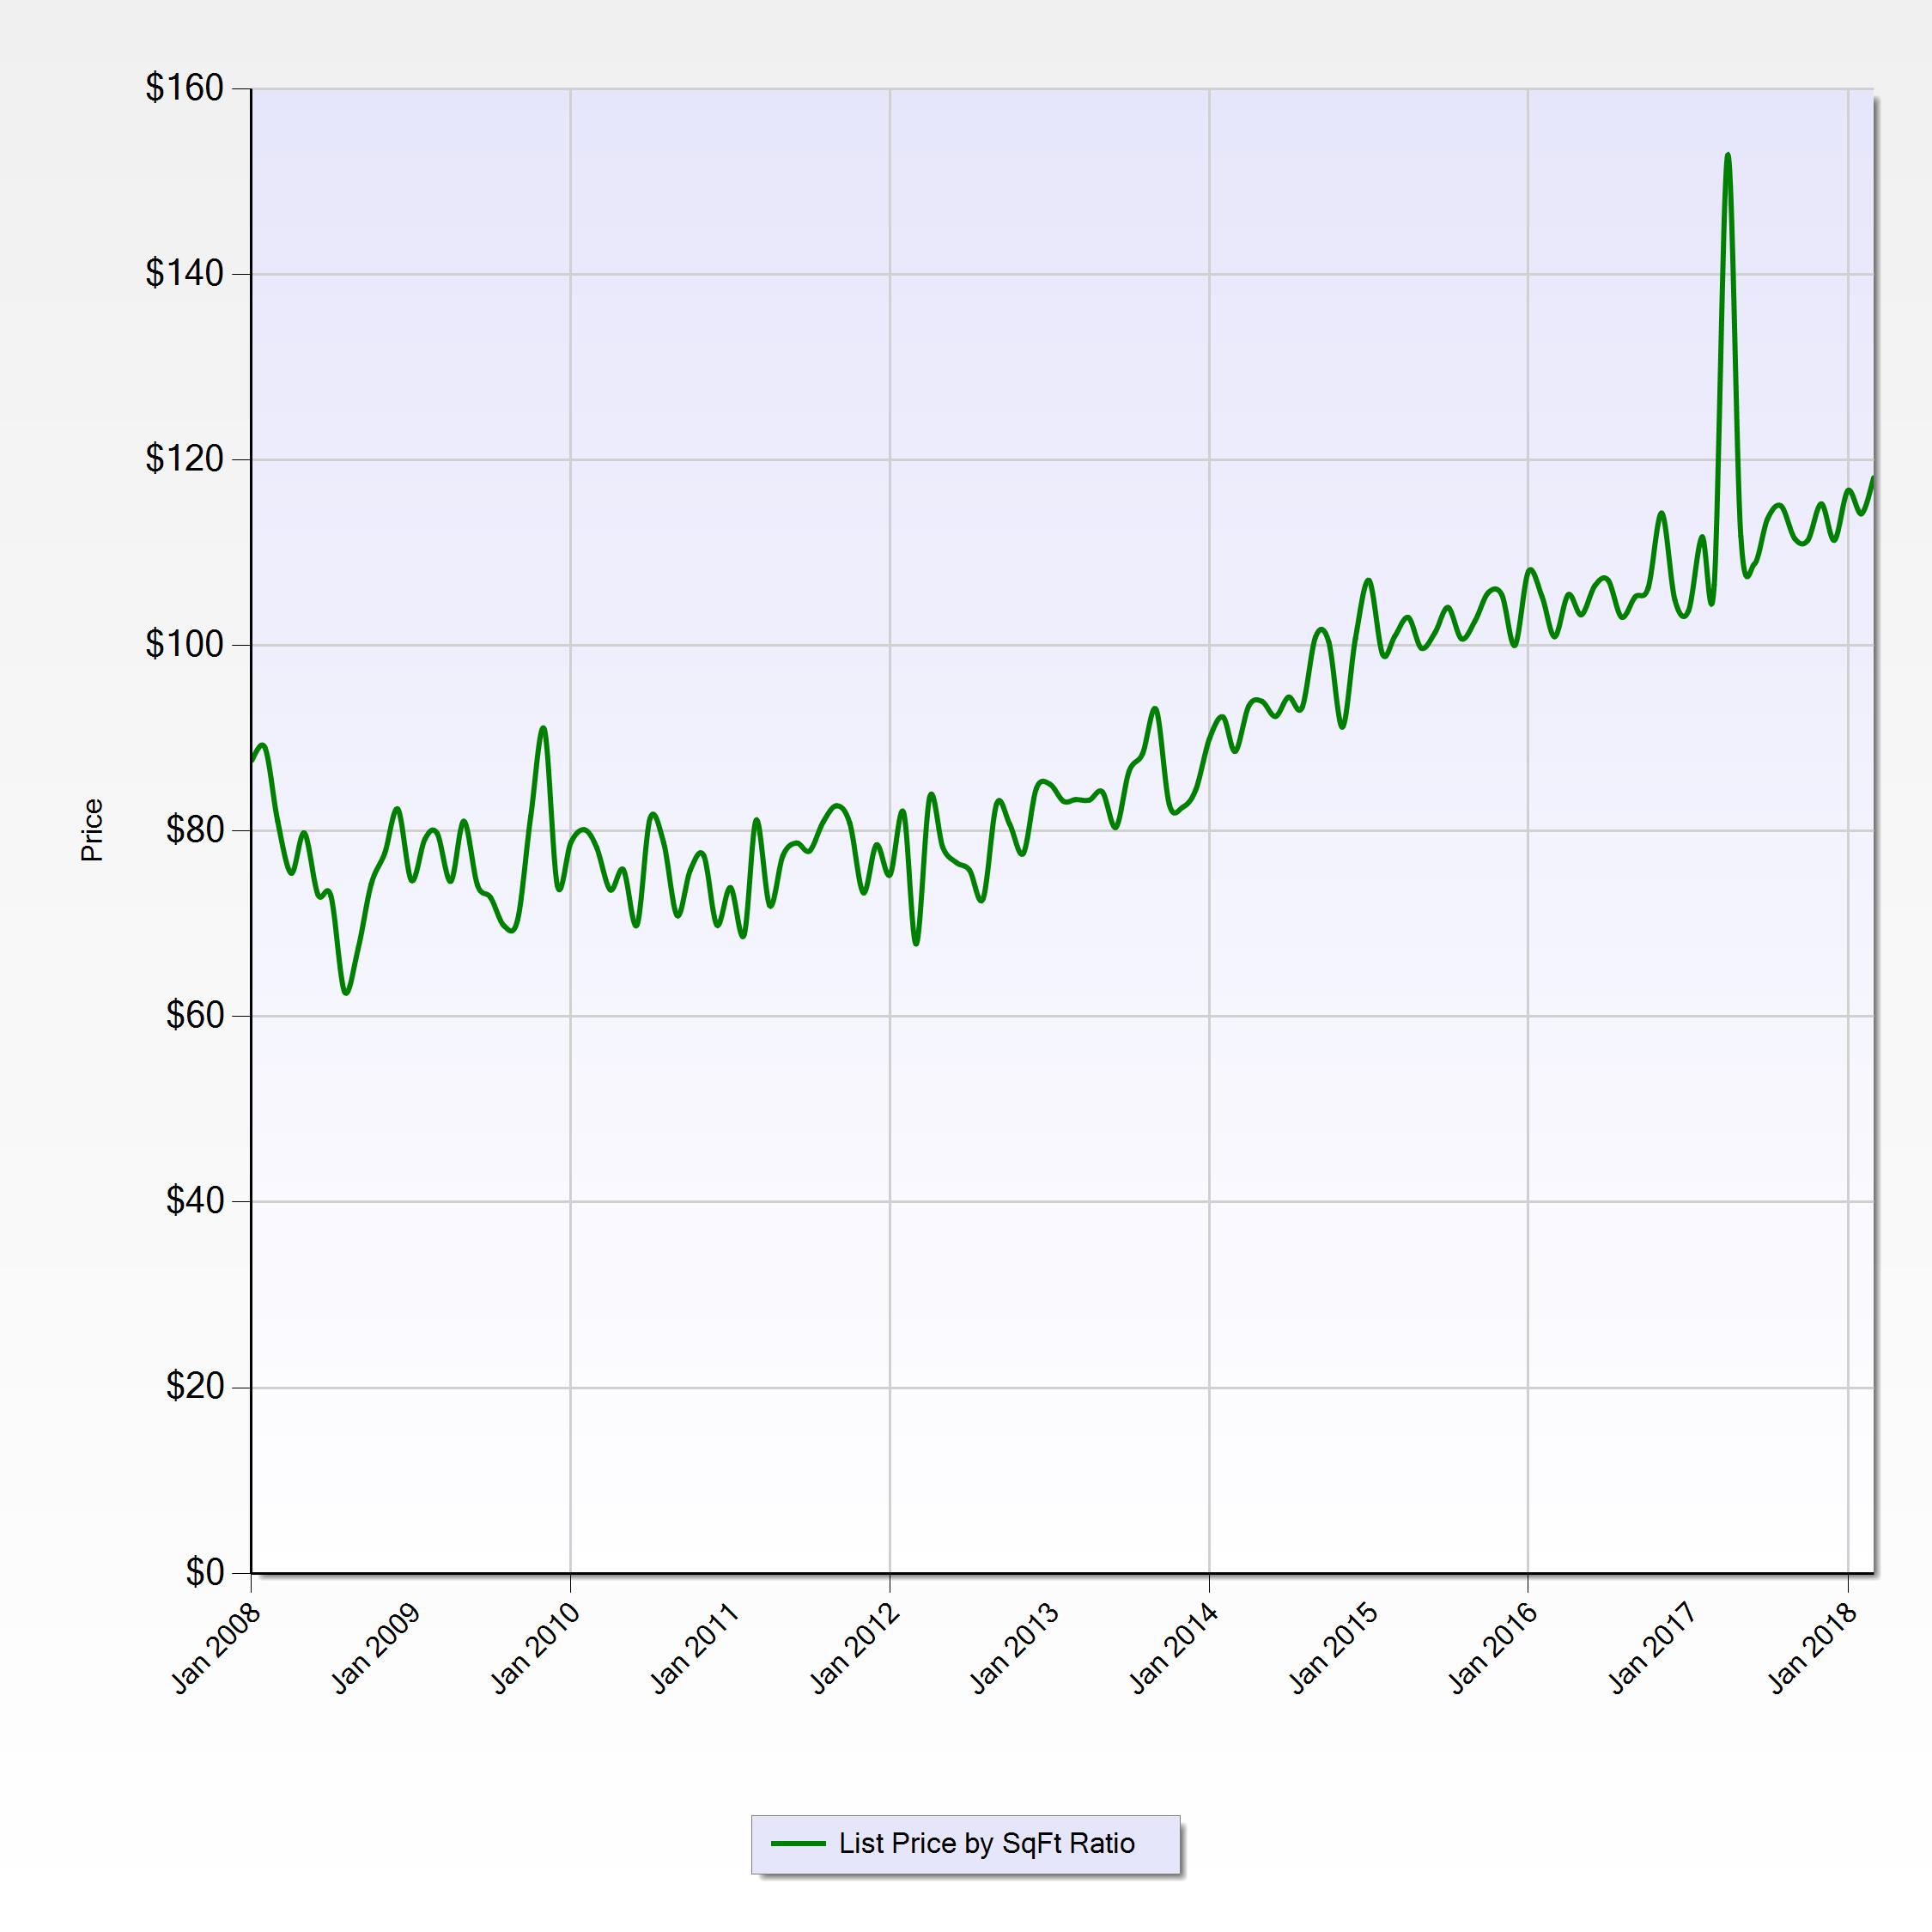 $160
$140
$120
$100
$80
$60
$40
$20
$0
Price
Jan 2008
Jan 2009
Jan 2010
Jan 2011
Jan 2012
Jan 2013
Jan 2014
Jan 2015
Jan 2016
Jan 2017
Jan 2018
List Price by SqFt Ratio